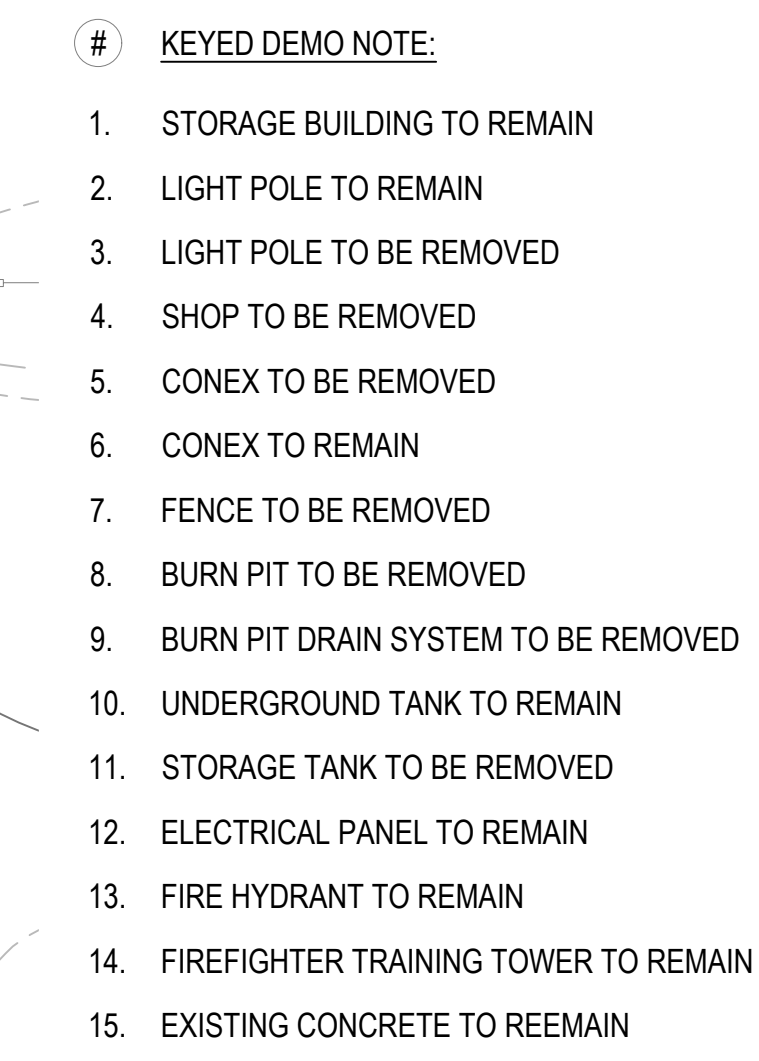 # KEYED DEMO NOTE:
1. STORAGE BUILDING TO REMAIN
2. LIGHT POLE TO REMAIN
3. LIGHT POLE TO BE REMOVED
4. SHOP TO BE REMOVED
5. CONEX TO BE REMOVED
6. CONEX TO REMAIN
7. FENCE TO BE REMOVED
8. BURN PIT TO BE REMOVED
9. BURN PIT DRAIN SYSTEM TO BE REMOVED
10. UNDERGROUND TANK TO REMAIN
11. STORAGE TANK TO BE REMOVED
12. ELECTRICAL PANEL TO REMAIN
13. FIRE HYDRANT TO REMAIN
14. FIREFIGHTER TRAINING TOWER TO REMAIN
15. EXISTING CONCRETE TO REEMAIN